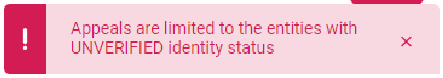 Appeals are limited to the entities with
UNVERIFIED identity status